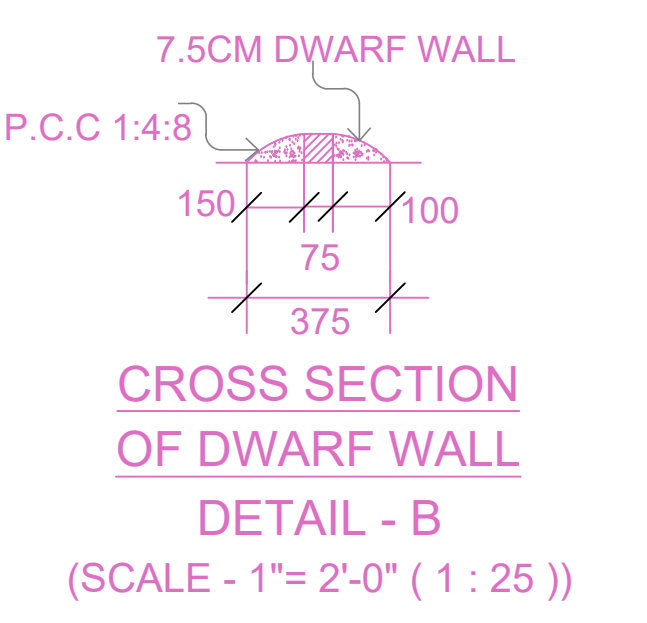 7.5CM DWARF WALL
P.C.C 1:4:8
150
100
75
375
CROSS SECTION
OF DWARF WALL
DETAIL - B
(SCALE - 1"= 2'-0" ( 1 : 25 ))